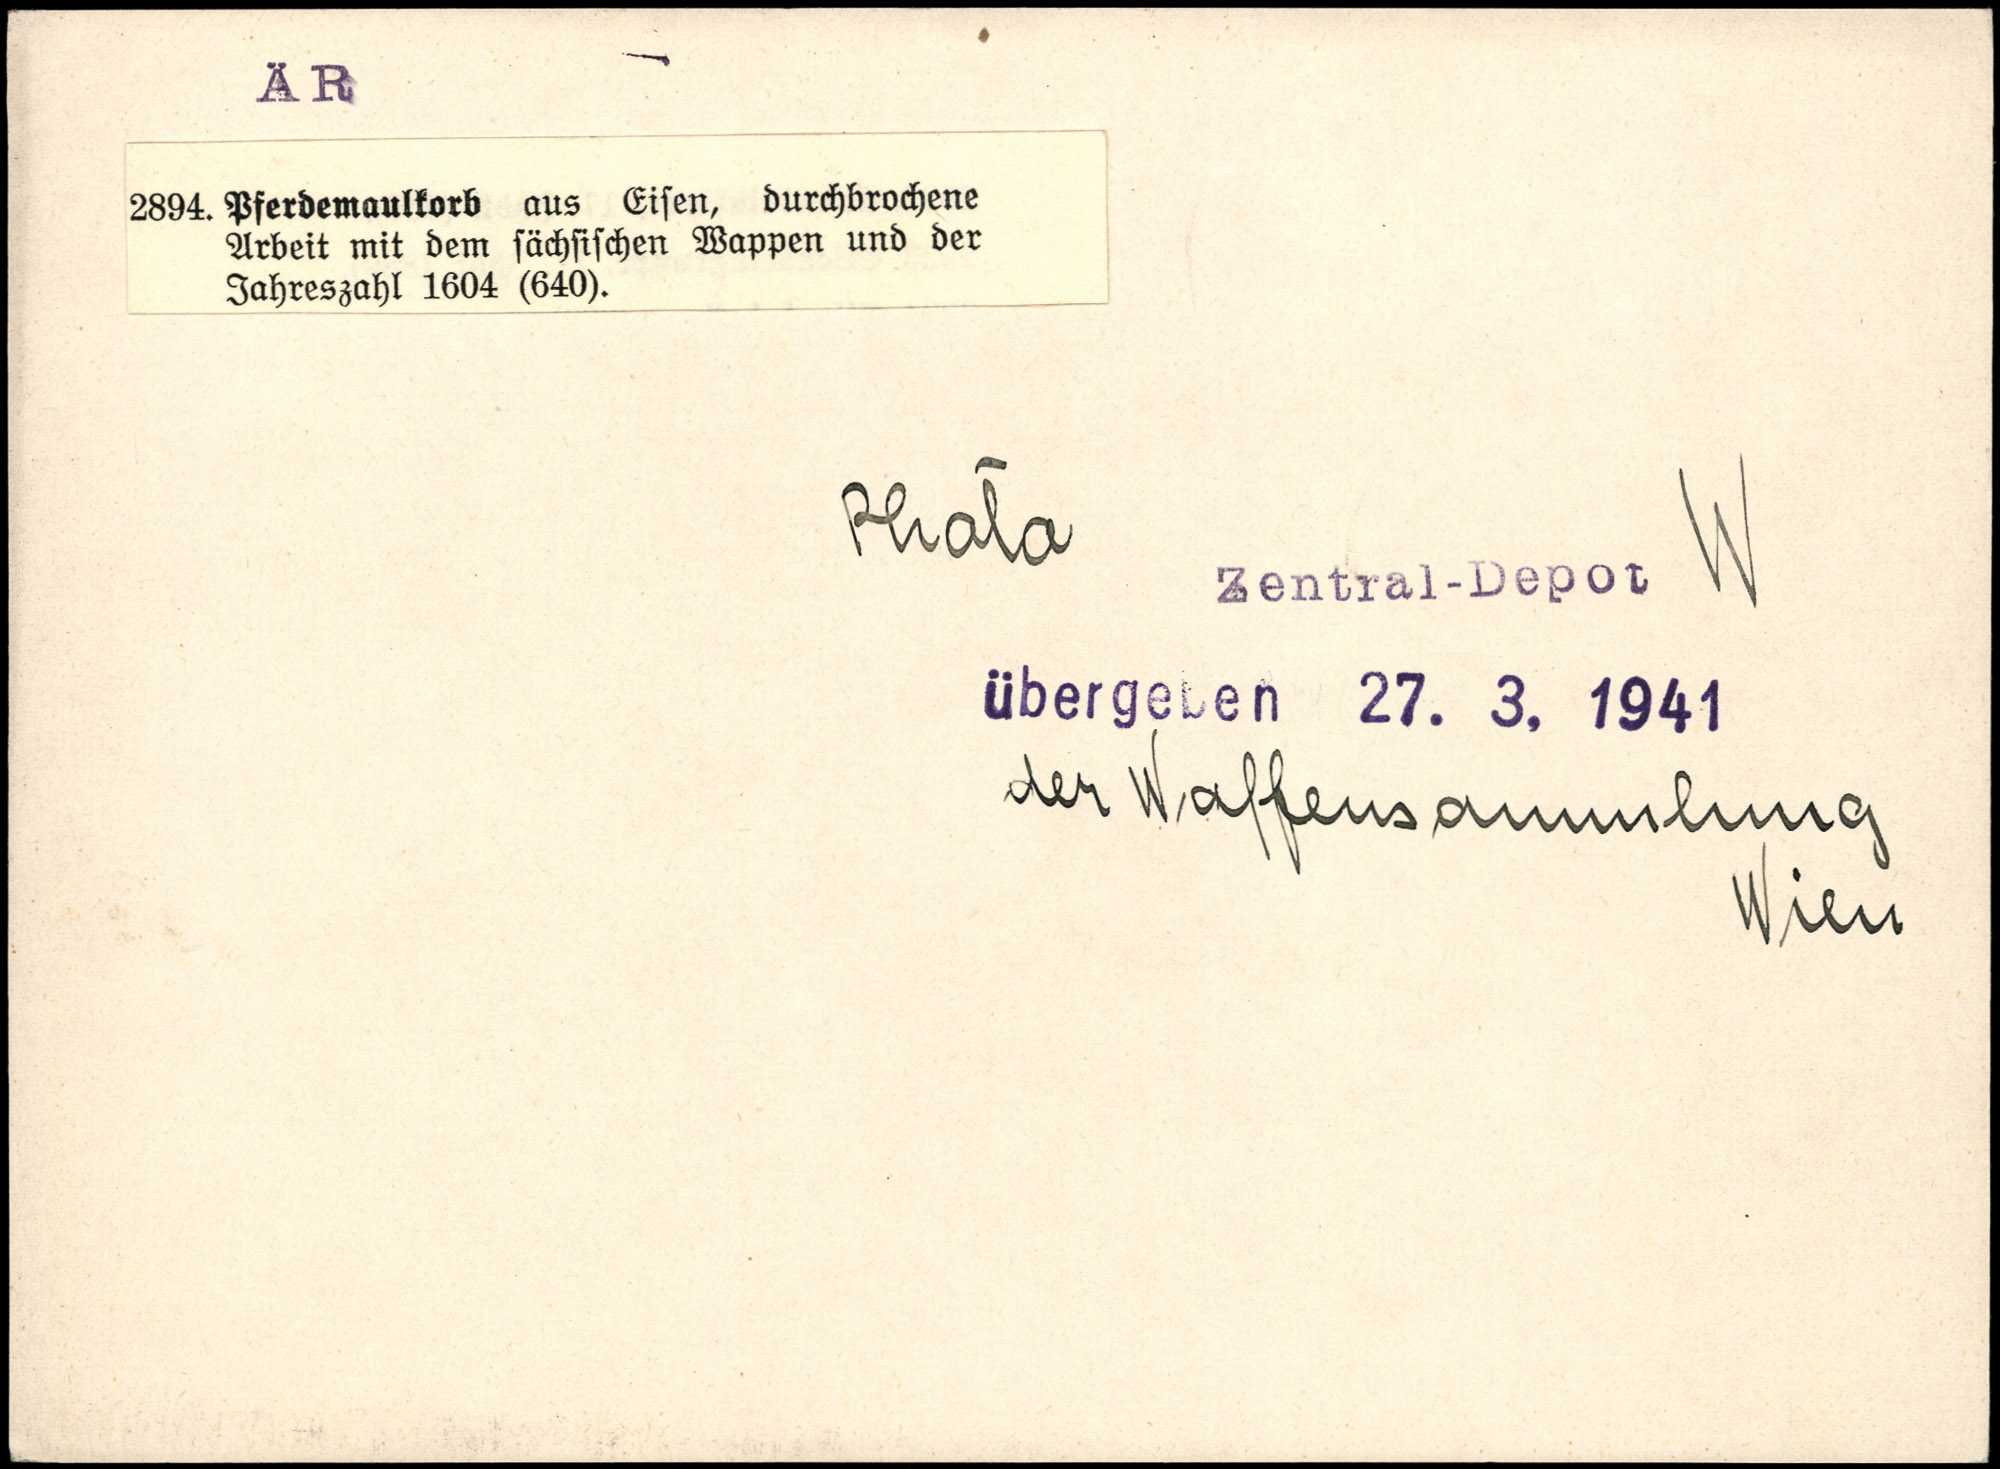 ÄR
2894. Pferdemaulkorb aus Eisen, durchbrochene
Arbeit mit dem sächsischen Wappen und der
Jahreszahl 1604 (640).
Photo
Zentral-Depot W
übergeben 27. 3. 1941
der Waffensammlung
Wien